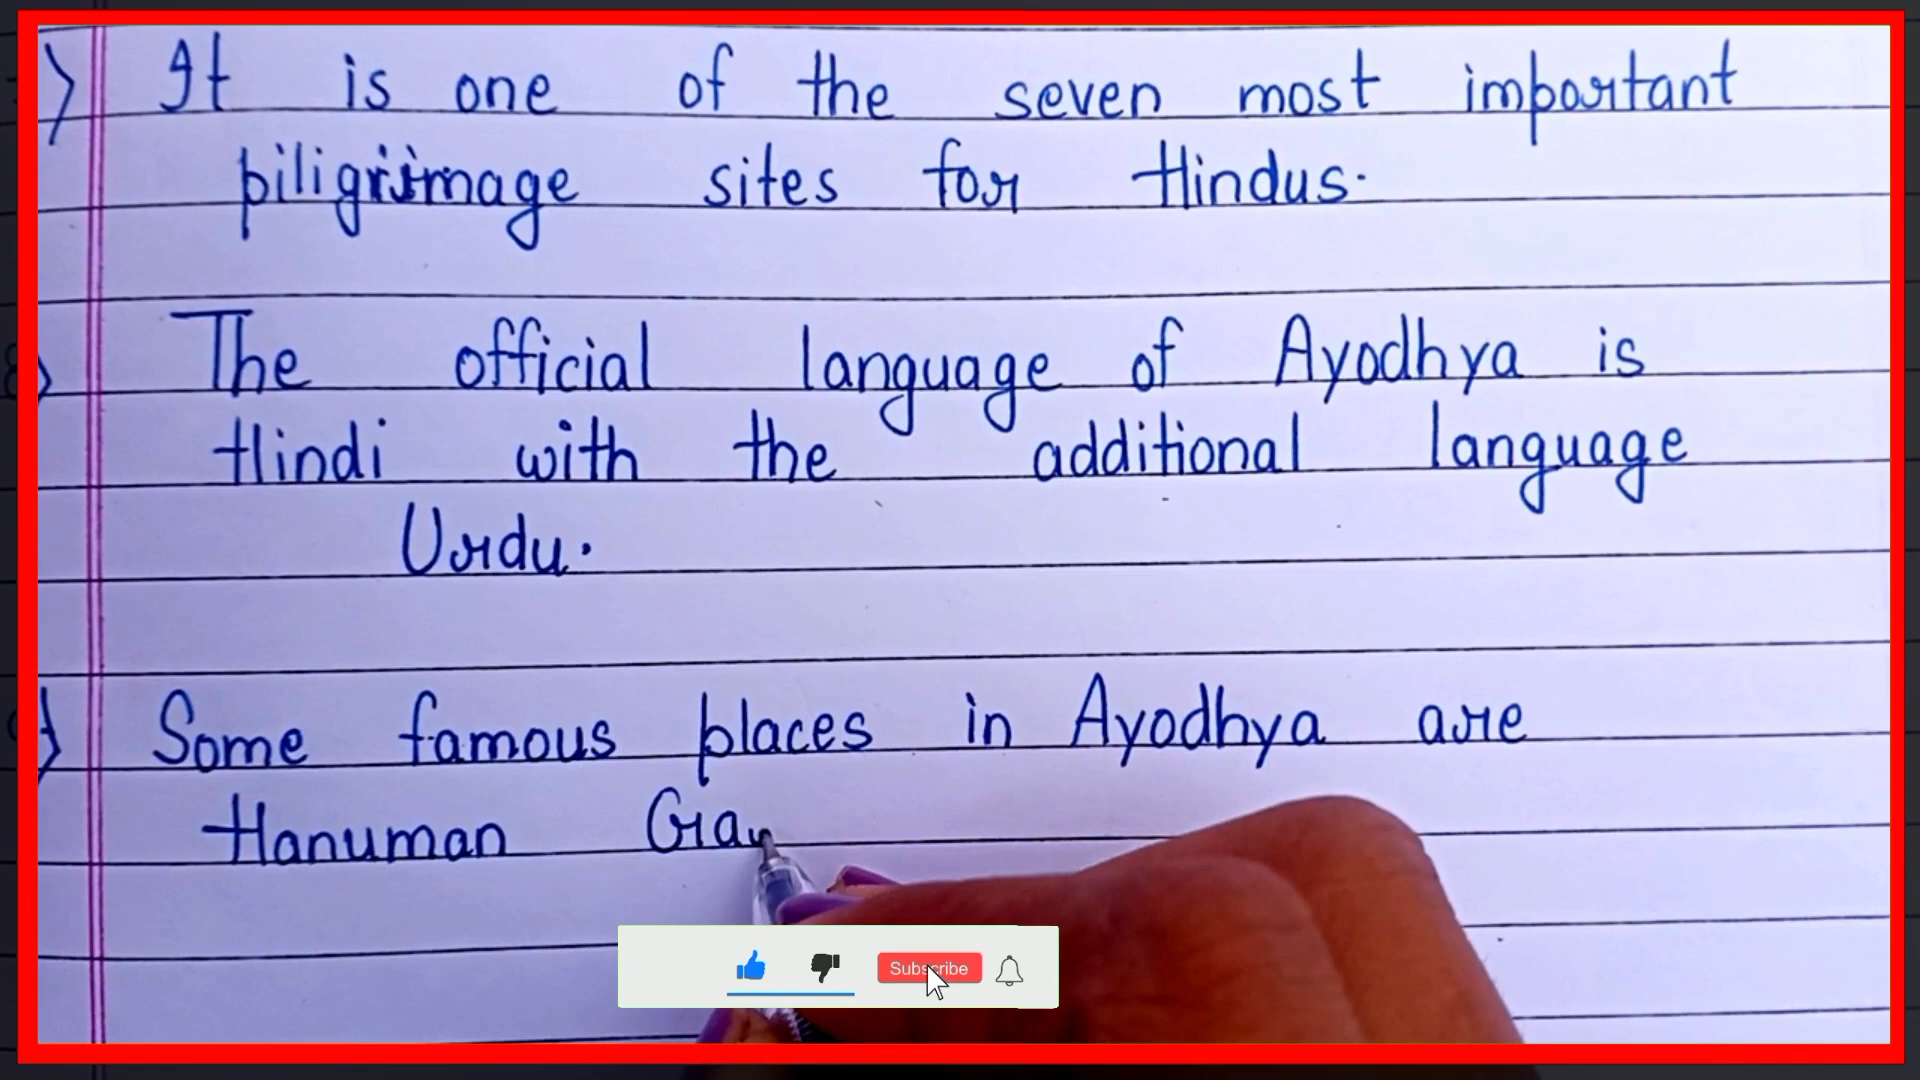 ) It is one of the seven most important
piligrimage sites for Hindus.
) The official language of Ayodhya is
Hindi with the additional language
Urdu.
) Some famous places in Ayodhya are
Hanuman
Subscribe